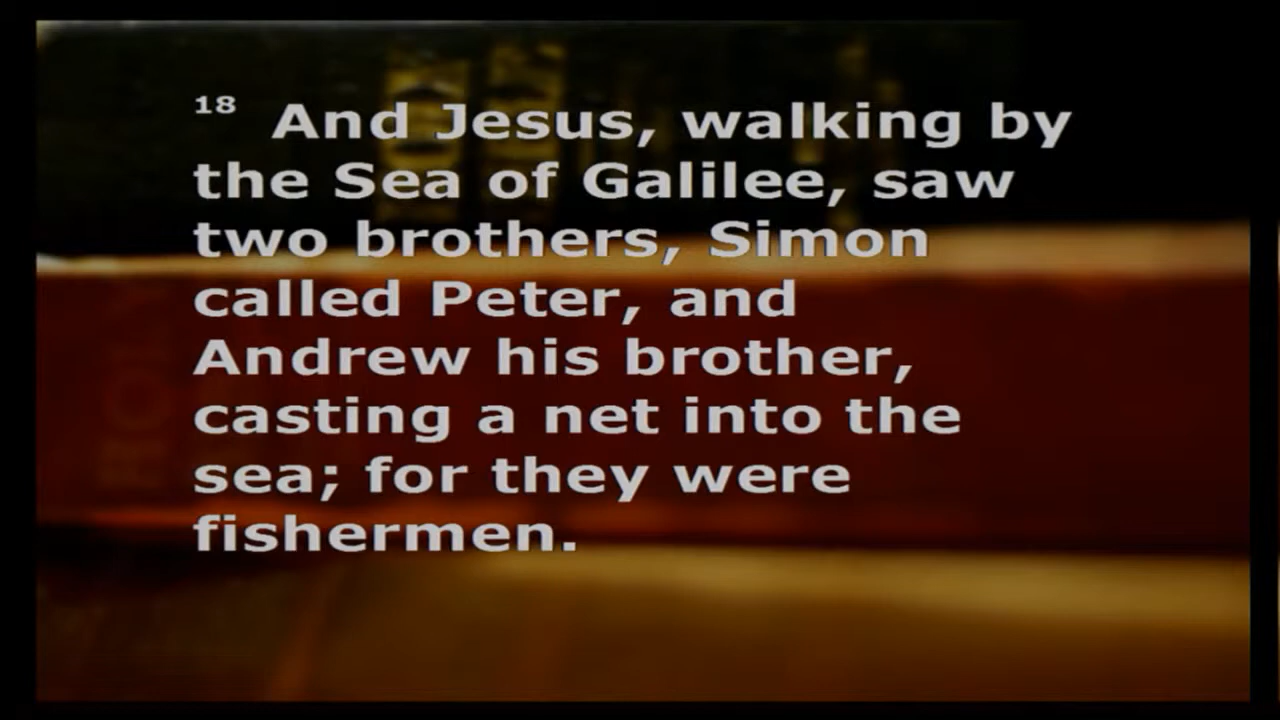 18 And Jesus, walking by
the Sea of Galilee, saw
two brothers, Simon
called Peter, and
Andrew his brother,
casting a net into the
sea; for they were
fishermen.